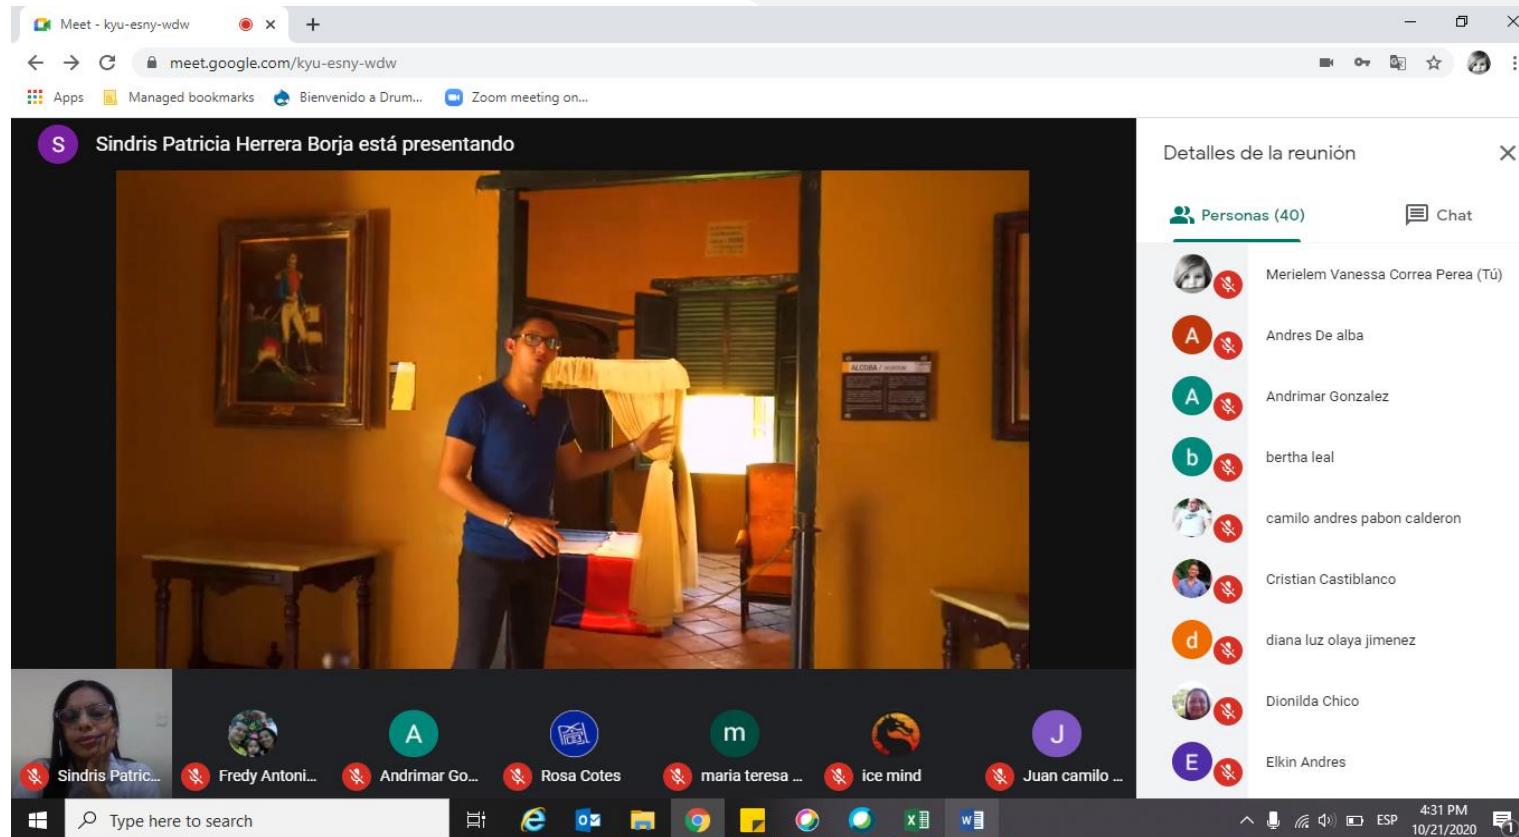 Meet - kyu-esny-wdw
meet.google.com/kyu-esny-wdw
Apps Managed bookmarks Bienvenido a Drum... Zoom meeting on...
S Sindris Patricia Herrera Borja está presentando
Detalles de la reunión
Personas (40) Chat
Merielem Vanessa Correa Perea (Tú)
A Andres De alba
A Andrimar Gonzalez
b bertha leal
camilo andres pabon calderon
Cristian Castiblanco
d diana luz olaya jimenez
Dionilda Chico
E Elkin Andres
ALCOBA /
A m J
Sindris Patric... Fredy Antoni... Andrimar Go... Rosa Cotes maria teresa ... ice mind Juan camilo ...
Type here to search
ESP
4:31 PM
10/21/2020
1